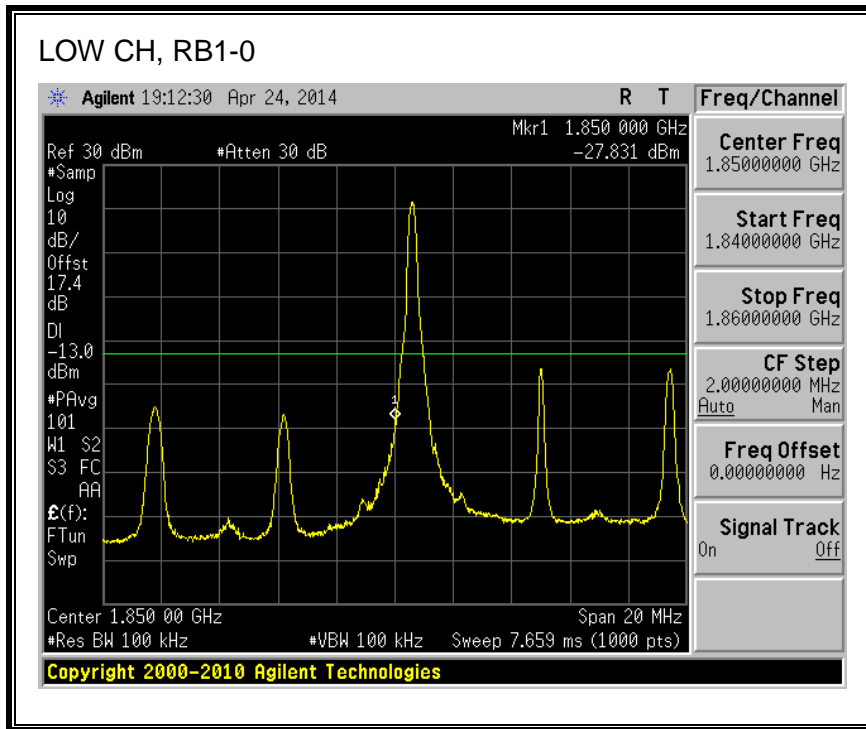 LOW CH, RB1-0
Agilent 19:12:30 Apr 24, 2014 R T
Mkr1 1.850 000 GHz
Ref 30 dBm #Atten 30 dB -27.831 dBm
#Samp
Log
10
dB/
Offst
17.4
dB
DI
-13.0
dBm
#PAvg
101
W1 S2
S3 FC
AA
£(f):
FTun
Swp
1
Center 1.850 00 GHz Span 20 MHz
#Res BW 100 kHz #VBW 100 kHz Sweep 7.659 ms (1000 pts)
Copyright 2000-2010 Agilent Technologies
Freq/Channel
Center Freq
1.85000000 GHz
Start Freq
1.84000000 GHz
Stop Freq
1.86000000 GHz
CF Step
2.00000000 MHz
Auto Man
Freq Offset
0.00000000 Hz
Signal Track
On Off